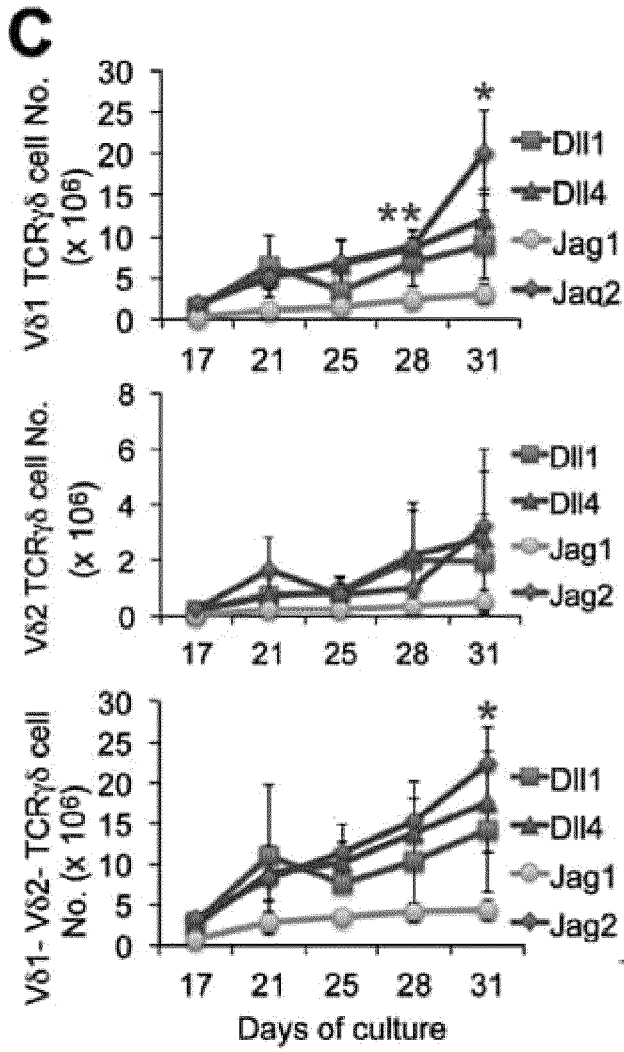 C
Vδ1 TCRγδ cell No.
(x 10⁶)
30
25
20
15
10
5
0
*
**
Dll1
Dll4
Jag1
Jag2
17 21 25 28 31
Vδ2 TCRγδ cell No.
(x 10⁶)
8
6
4
2
0
Dll1
Dll4
Jag1
Jag2
17 21 25 28 31
Vδ1- Vδ2- TCRγδ cell
No. (x 10⁶)
30
25
20
15
10
5
0
*
Dll1
Dll4
Jag1
Jag2
17 21 25 28 31
Days of culture